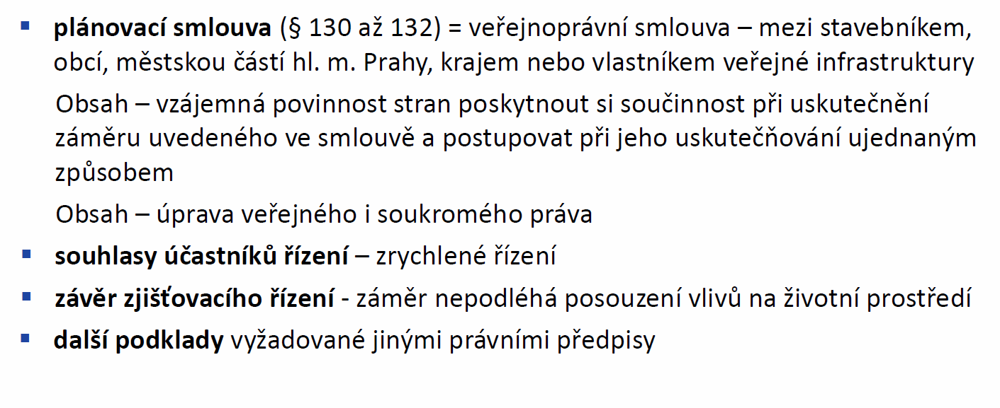 ▪ plánovací smlouva (§ 130 až 132) = veřejnoprávní smlouva – mezi stavebníkem,
obcí, městskou částí hl. m. Prahy, krajem nebo vlastníkem veřejné infrastruktury
Obsah – vzájemná povinnost stran poskytnout si součinnost při uskutečnění
záměru uvedeného ve smlouvě a postupovat při jeho uskutečňování ujednaným
způsobem
Obsah – úprava veřejného i soukromého práva
▪ souhlasy účastníků řízení – zrychlené řízení
▪ závěr zjišťovacího řízení - záměr nepodléhá posouzení vlivů na životní prostředí
▪ další podklady vyžadované jinými právními předpisy